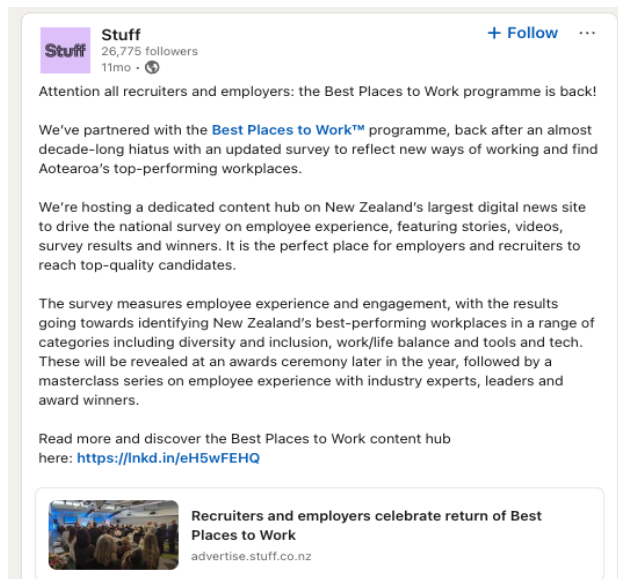 Stuff
Stuff
+ Follow ...
26,775 followers
11mo •
Attention all recruiters and employers: the Best Places to Work programme is back!
We've partnered with the Best Places to Work™ programme, back after an almost
decade-long hiatus with an updated survey to reflect new ways of working and find
Aotearoa's top-performing workplaces.
We're hosting a dedicated content hub on New Zealand's largest digital news site
to drive the national survey on employee experience, featuring stories, videos,
survey results and winners. It is the perfect place for employers and recruiters to
reach top-quality candidates.
The survey measures employee experience and engagement, with the results
going towards identifying New Zealand's best-performing workplaces in a range of
categories including diversity and inclusion, work/life balance and tools and tech.
These will be revealed at an awards ceremony later in the year, followed by a
masterclass series on employee experience with industry experts, leaders and
award winners.
Read more and discover the Best Places to Work content hub
here: https://lnkd.in/eH5wFEHQ
Recruiters and employers celebrate return of Best
Places to Work
advertise.stuff.co.nz